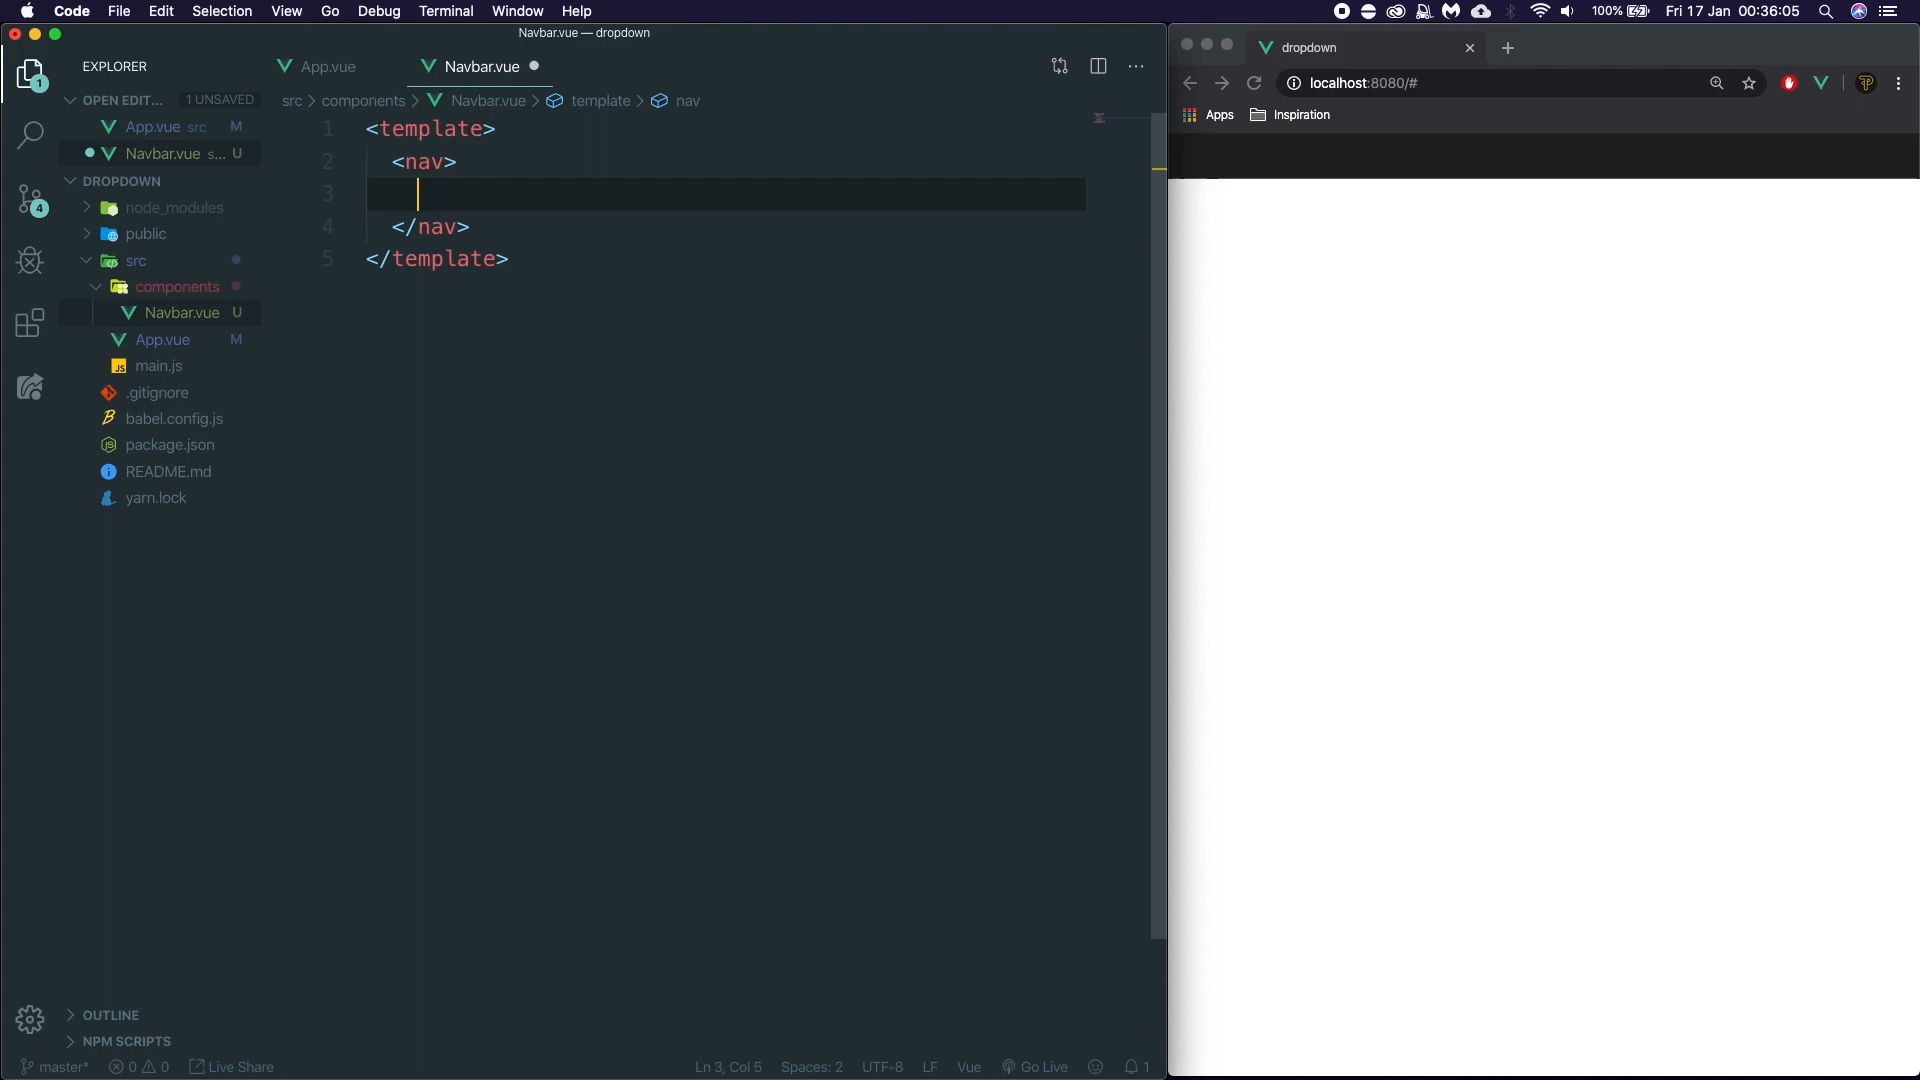 Code File Edit Selection View Go Debug Terminal Window Help
100% Fri 17 Jan 00:36:05
Navbar.vue — dropdown
EXPLORER
App.vue
Navbar.vue
OPEN EDIT... 1 UNSAVED
App.vue src M
Navbar.vue s... U
DROPDOWN
node_modules
public
src
components
Navbar.vue U
App.vue M
main.js
.gitignore
babel.config.js
package.json
README.md
yarn.lock
OUTLINE
NPM SCRIPTS
1
4
src > components > Navbar.vue > template > nav
1 <template>
2 <nav>
3
4 </nav>
5 </template>
master* 0 0 Live Share Ln 3, Col 5 Spaces: 2 UTF-8 LF Vue Go Live 1
dropdown
localhost:8080/#
Apps Inspiration